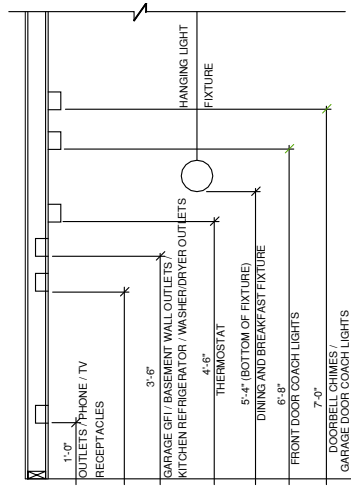 HANGING LIGHT
FIXTURE
1'-0"
OUTLETS / PHONE / TV
RECEPTACLES
3'-6"
GARAGE GFI / BASEMENT WALL OUTLETS /
KITCHEN REFRIGERATOR / WASHER/DRYER OUTLETS
4'-6"
THERMOSTAT
5'-4" (BOTTOM OF FIXTURE)
DINING AND BREAKFAST FIXTURE
6'-8"
FRONT DOOR COACH LIGHTS
7'-0"
DOORBELL CHIMES /
GARAGE DOOR COACH LIGHTS